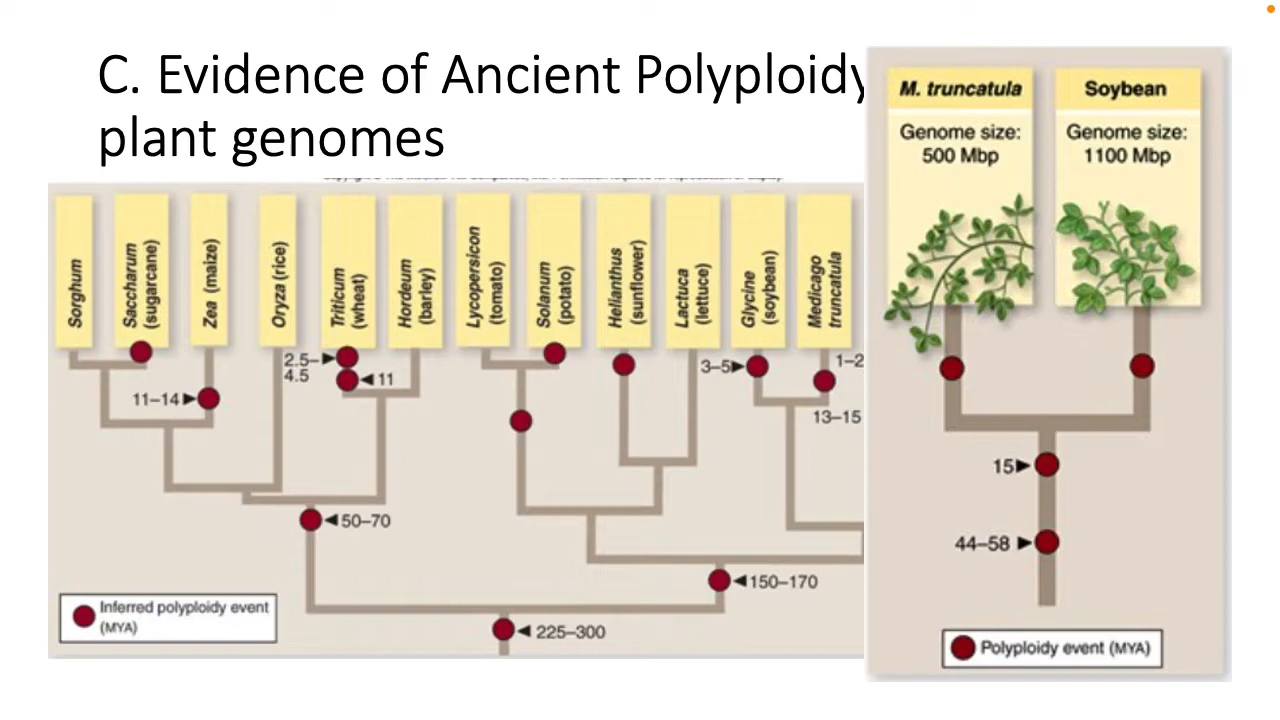 C. Evidence of Ancient Polyploidy
plant genomes
Sorghum
Saccharum
(sugarcane)
Zea (maize)
Oryza (rice)
Triticum
(wheat)
Hordeum
(barley)
Lycopersicon
(tomato)
Solanum
(potato)
Helianthus
(sunflower)
Lactuca
(lettuce)
Glycine
(soybean)
Medicago
truncatula
2.5–
4.5
11
11–14
3–5
1–2
13–15
50–70
150–170
225–300
Inferred polyploidy event
(MYA)
M. truncatula
Genome size:
500 Mbp
Soybean
Genome size:
1100 Mbp
15
44–58
Polyploidy event (MYA)